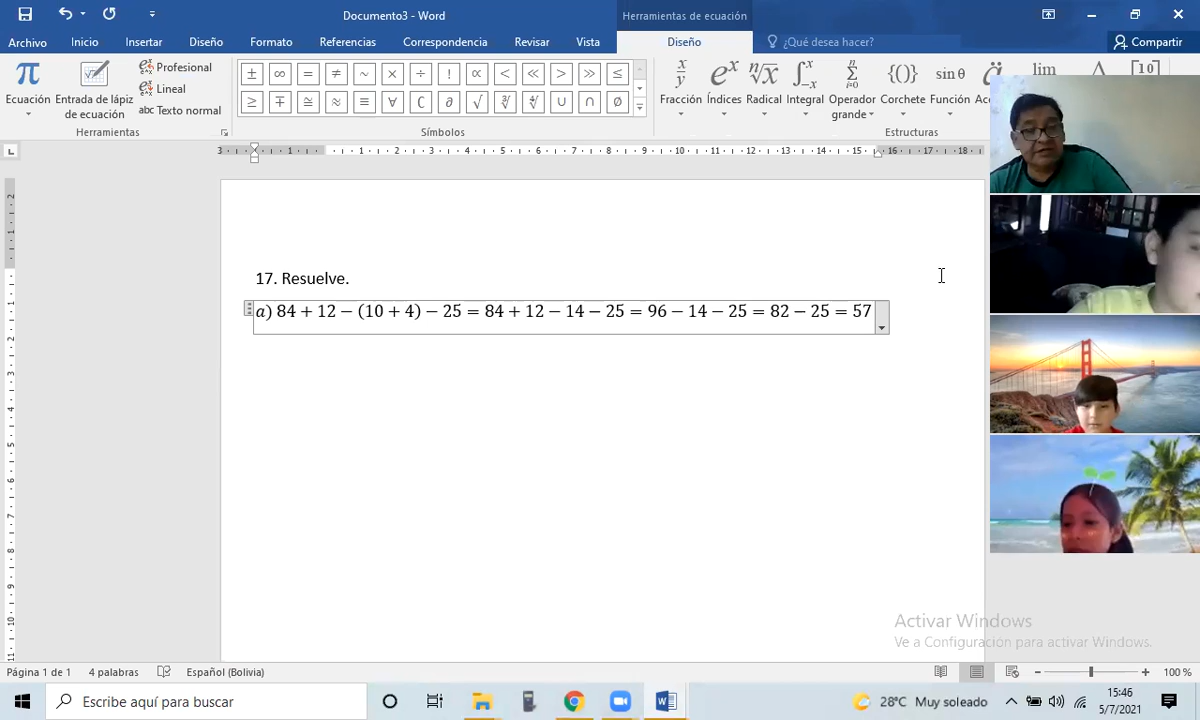 Documento3 - Word
Herramientas de ecuación
Archivo Inicio Insertar Diseño Formato Referencias Correspondencia Revisar Vista Diseño ¿Qué desea hacer? Compartir
π Ecuación
Entrada de lápiz de ecuación
Profesional
Lineal
abc Texto normal
± ∞ = ≠ ~ × ÷ ! ∝ < ≪ > ≫ ≤
≥ ∓ ≅ ≈ ≡ ∀ ∁ ∂ √ ∛ ∜ ∪ ∩ ∅
Fracción Índices Radical Integral Operador grande Corchete Función
Herramientas Símbolos Estructuras
17. Resuelve.
a) 84 + 12 − (10 + 4) − 25 = 84 + 12 − 14 − 25 = 96 − 14 − 25 = 82 − 25 = 57
Activar Windows
Ve a Configuración para activar Windows.
Página 1 de 1 4 palabras Español (Bolivia) 100 %
Escribe aquí para buscar
28°C Muy soleado
15:46
5/7/2021